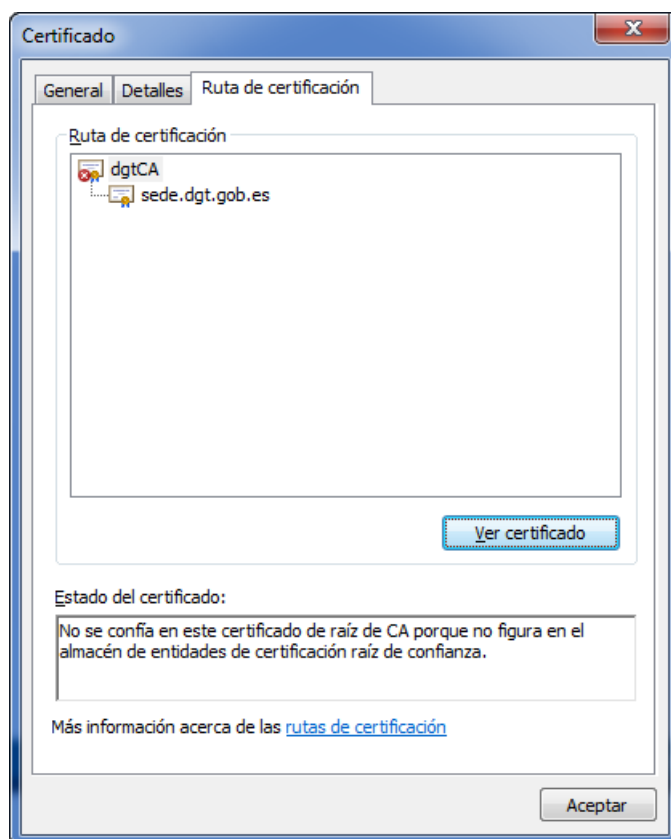 Certificado
General Detalles Ruta de certificación
Ruta de certificación
dgtCA
sede.dgt.gob.es
Ver certificado
Estado del certificado:
No se confía en este certificado de raíz de CA porque no figura en el
almacén de entidades de certificación raíz de confianza.
Más información acerca de las rutas de certificación
Aceptar